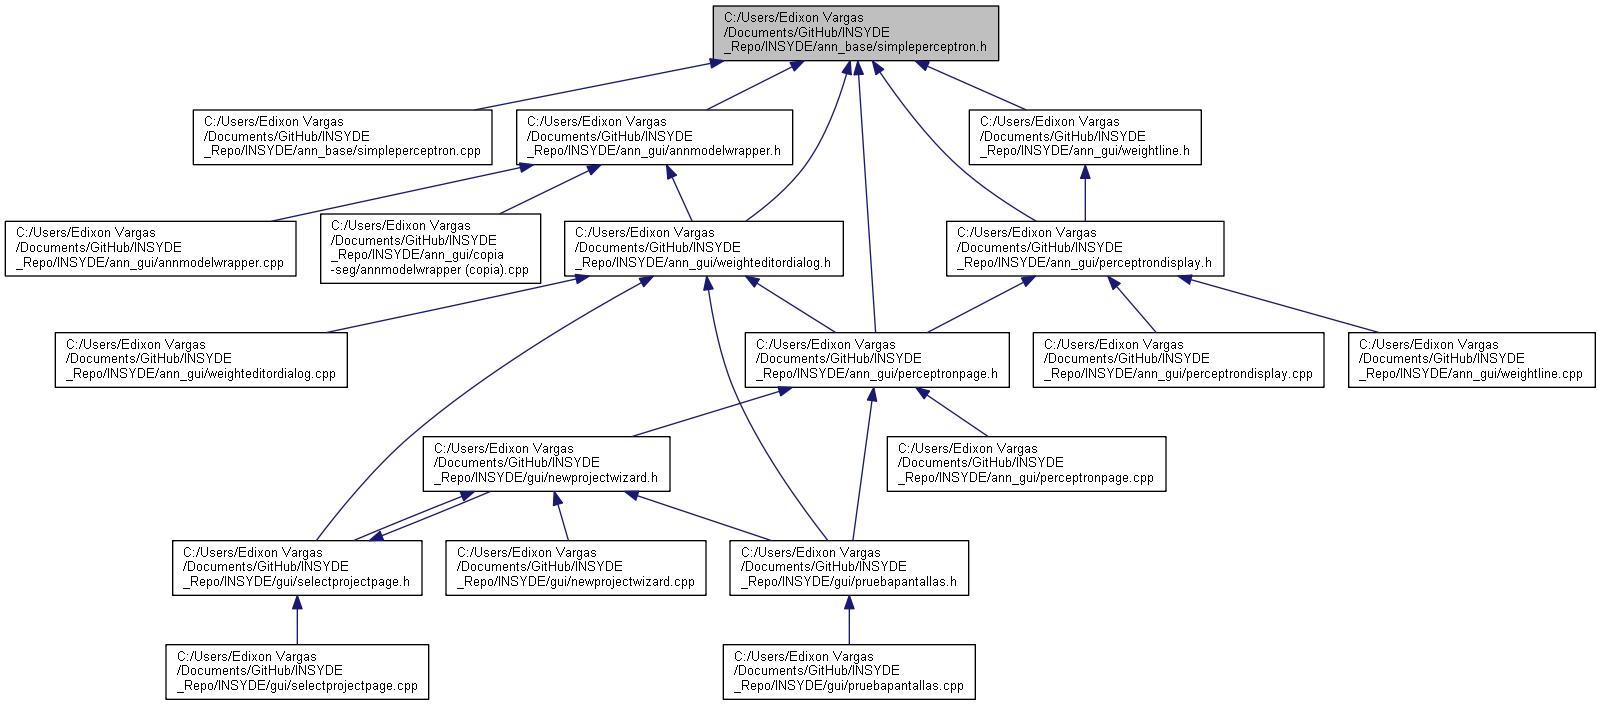 C:/Users/Edixon Vargas
/Documents/GitHub/INSYDE
_Repo/INSYDE/ann_base/simpleperceptron.h
C:/Users/Edixon Vargas
/Documents/GitHub/INSYDE
_Repo/INSYDE/ann_base/simpleperceptron.cpp
C:/Users/Edixon Vargas
/Documents/GitHub/INSYDE
_Repo/INSYDE/ann_gui/annmodelwrapper.h
C:/Users/Edixon Vargas
/Documents/GitHub/INSYDE
_Repo/INSYDE/ann_gui/weightline.h
C:/Users/Edixon Vargas
/Documents/GitHub/INSYDE
_Repo/INSYDE/ann_gui/annmodelwrapper.cpp
C:/Users/Edixon Vargas
/Documents/GitHub/INSYDE
_Repo/INSYDE/ann_gui/copia
-seg/annmodelwrapper (copia).cpp
C:/Users/Edixon Vargas
/Documents/GitHub/INSYDE
_Repo/INSYDE/ann_gui/weighteditordialog.h
C:/Users/Edixon Vargas
/Documents/GitHub/INSYDE
_Repo/INSYDE/ann_gui/perceptrondisplay.h
C:/Users/Edixon Vargas
/Documents/GitHub/INSYDE
_Repo/INSYDE/ann_gui/weighteditordialog.cpp
C:/Users/Edixon Vargas
/Documents/GitHub/INSYDE
_Repo/INSYDE/ann_gui/perceptronpage.h
C:/Users/Edixon Vargas
/Documents/GitHub/INSYDE
_Repo/INSYDE/ann_gui/perceptrondisplay.cpp
C:/Users/Edixon Vargas
/Documents/GitHub/INSYDE
_Repo/INSYDE/ann_gui/weightline.cpp
C:/Users/Edixon Vargas
/Documents/GitHub/INSYDE
_Repo/INSYDE/gui/newprojectwizard.h
C:/Users/Edixon Vargas
/Documents/GitHub/INSYDE
_Repo/INSYDE/ann_gui/perceptronpage.cpp
C:/Users/Edixon Vargas
/Documents/GitHub/INSYDE
_Repo/INSYDE/gui/selectprojectpage.h
C:/Users/Edixon Vargas
/Documents/GitHub/INSYDE
_Repo/INSYDE/gui/newprojectwizard.cpp
C:/Users/Edixon Vargas
/Documents/GitHub/INSYDE
_Repo/INSYDE/gui/pruebapantallas.h
C:/Users/Edixon Vargas
/Documents/GitHub/INSYDE
_Repo/INSYDE/gui/selectprojectpage.cpp
C:/Users/Edixon Vargas
/Documents/GitHub/INSYDE
_Repo/INSYDE/gui/pruebapantallas.cpp